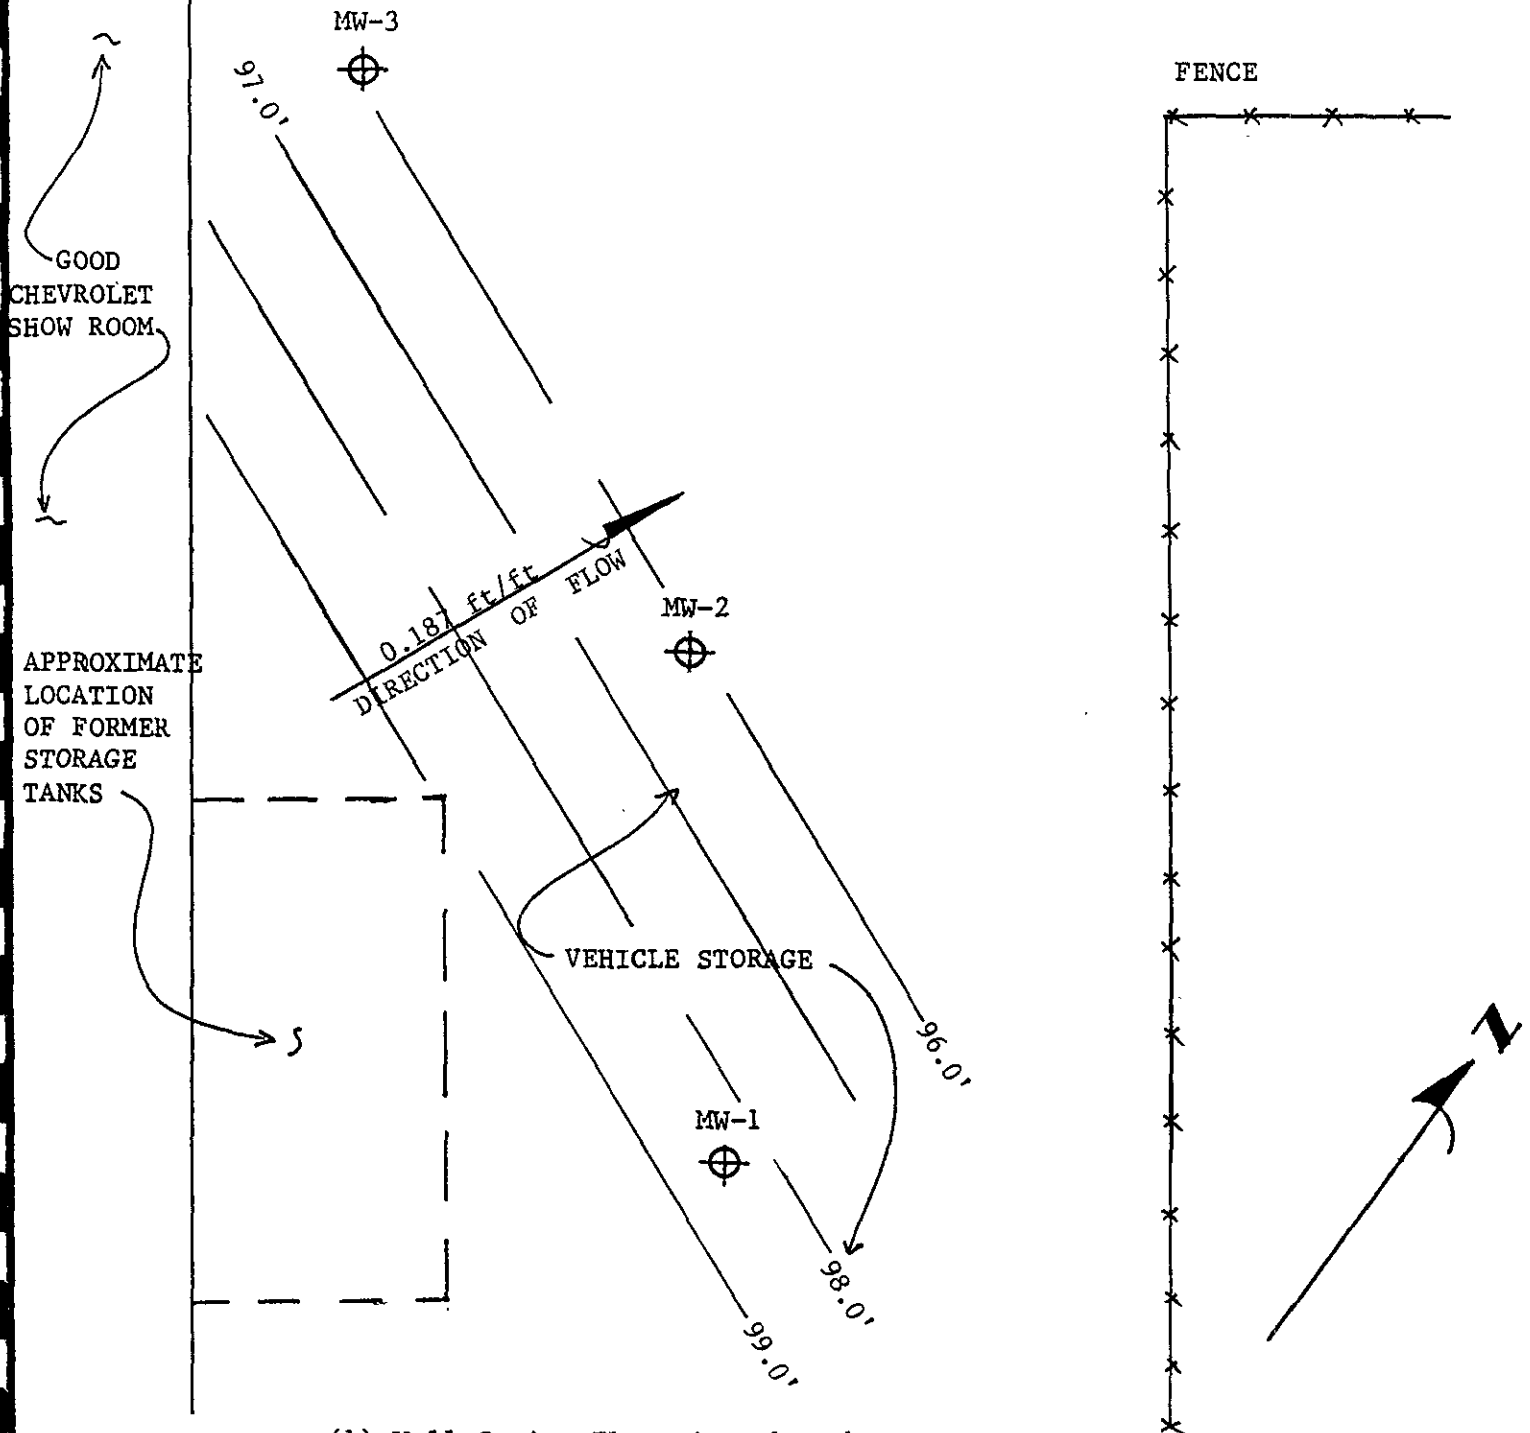 MW-3
97.0'
FENCE
GOOD
CHEVROLET
SHOW ROOM
0.187 ft/ft
DIRECTION OF FLOW
MW-2
APPROXIMATE
LOCATION
OF FORMER
STORAGE
TANKS
VEHICLE STORAGE
96.0'
N
MW-1
98.0'
99.0'